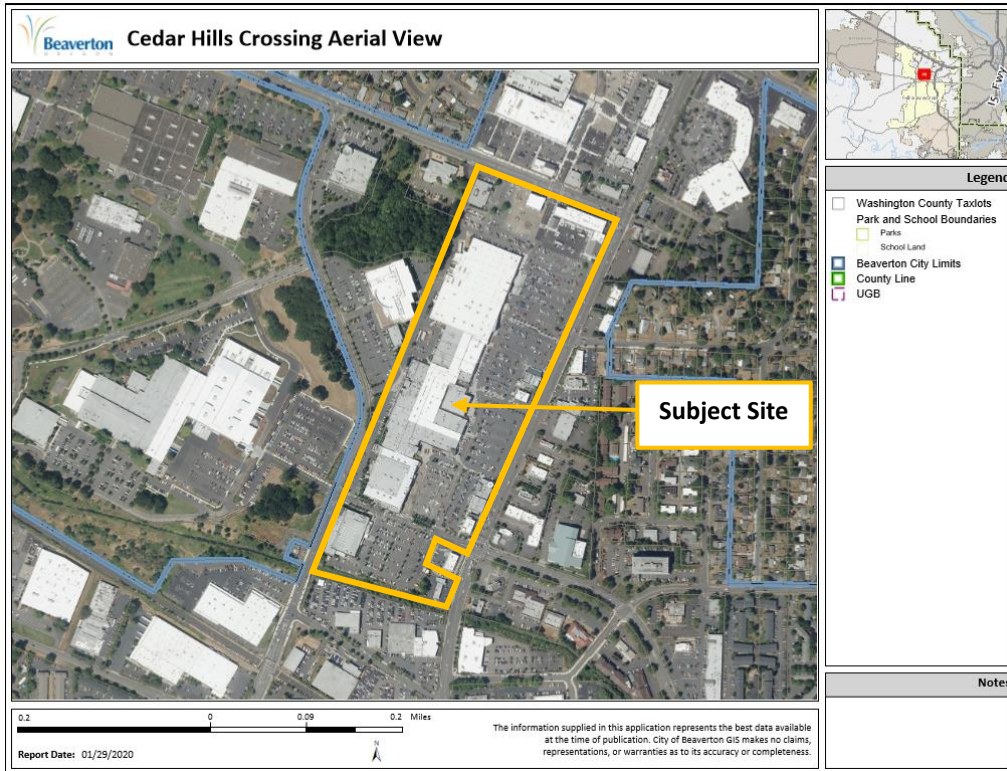 Beaverton
OREGON
Cedar Hills Crossing Aerial View
Subject Site
Legend
Washington County Taxlots
Park and School Boundaries
Parks
School Land
Beaverton City Limits
County Line
UGB
Notes
0.2 0 0.09 0.2 Miles
Report Date: 01/29/2020
N
The information supplied in this application represents the best data available
at the time of publication. City of Beaverton GIS makes no claims,
representations, or warranties as to its accuracy or completeness.